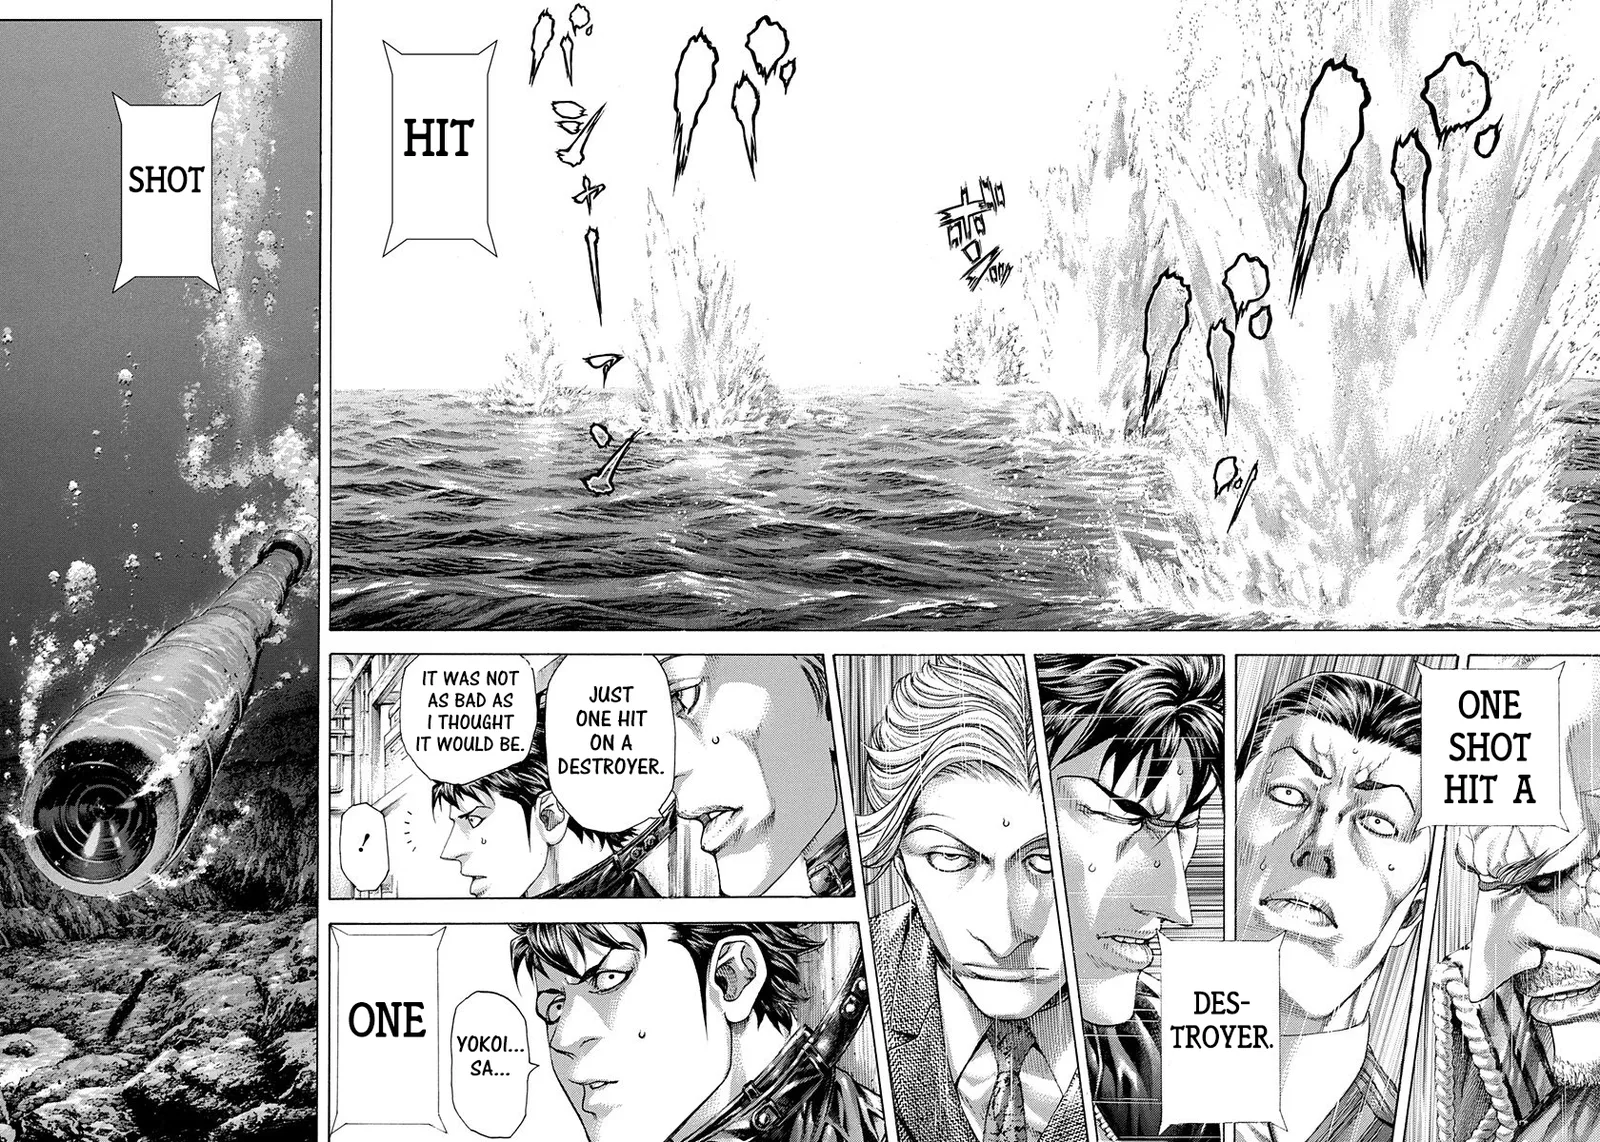 HIT
ONE
SHOT
HIT A
DES-
TROYER.
JUST
ONE HIT
ON A
DESTROYER.
IT WAS NOT
AS BAD AS
I THOUGHT
IT WOULD BE.
!
YOKOI...
SA...
ONE
SHOT